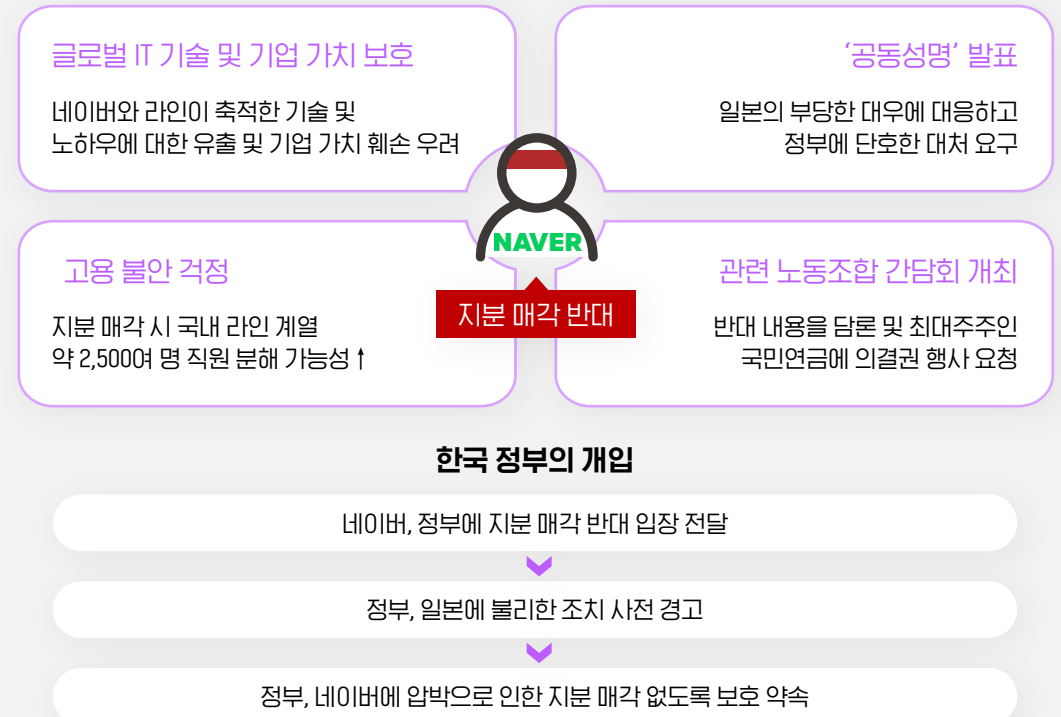 글로벌 IT 기술 및 기업 가치 보호
네이버와 라인이 축적한 기술 및
노하우에 대한 유출 및 기업 가치 훼손 우려
‘공동성명’ 발표
일본의 부당한 대우에 대응하고
정부에 단호한 대처 요구
NAVER
지분 매각 반대
고용 불안 걱정
지분 매각 시 국내 라인 계열
약 2,500여 명 직원 분해 가능성↑
관련 노동조합 간담회 개최
반대 내용을 담론 및 최대주주인
국민연금에 의결권 행사 요청
한국 정부의 개입
네이버, 정부에 지분 매각 반대 입장 전달
정부, 일본에 불리한 조치 사전 경고
정부, 네이버에 압박으로 인한 지분 매각 없도록 보호 약속